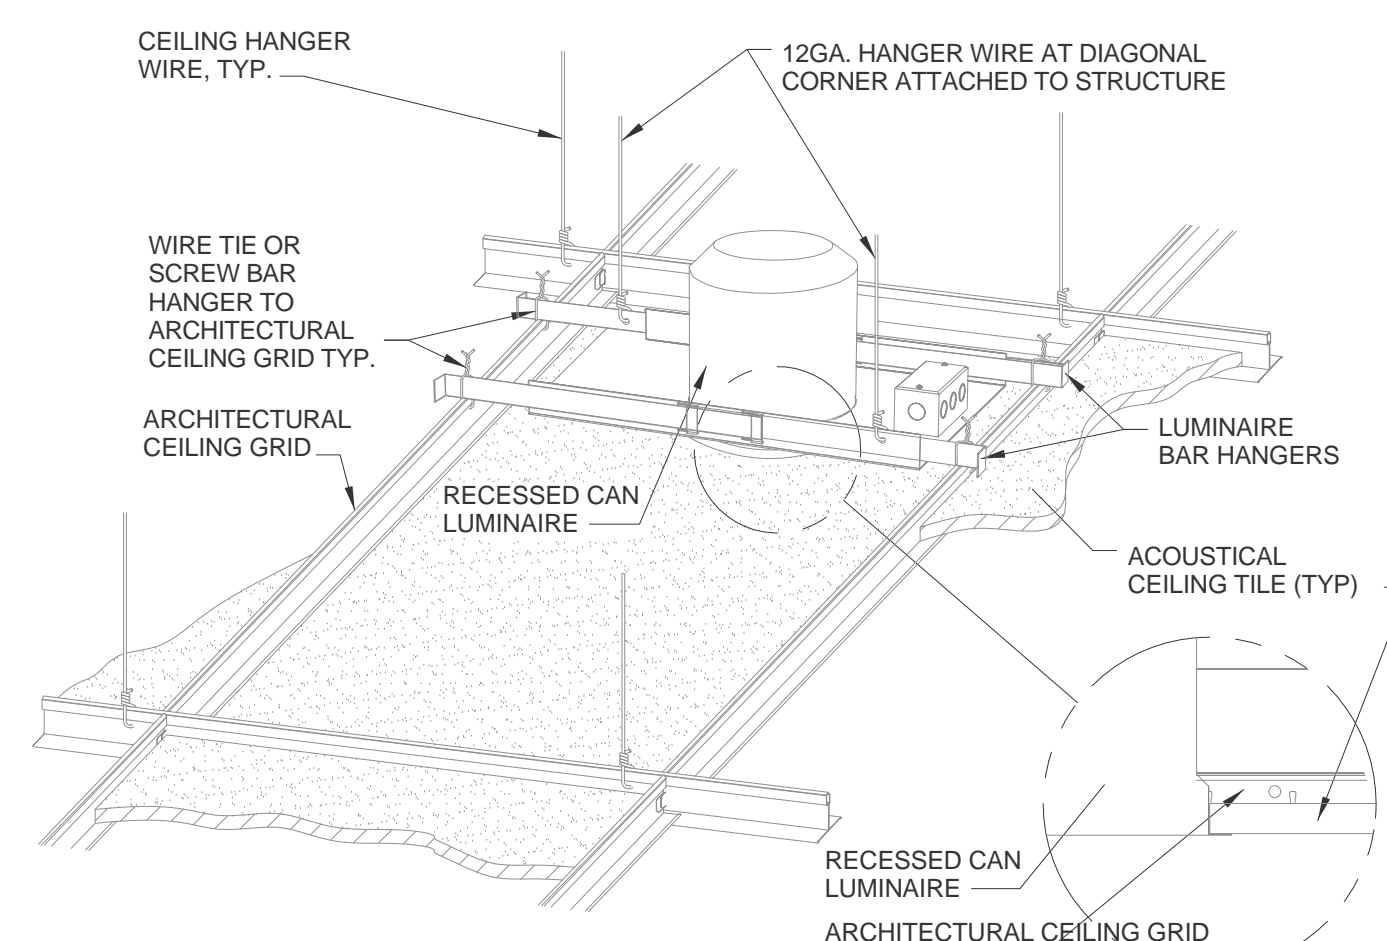 CEILING HANGER
WIRE, TYP.
12GA. HANGER WIRE AT DIAGONAL
CORNER ATTACHED TO STRUCTURE
WIRE TIE OR
SCREW BAR
HANGER TO
ARCHITECTURAL
CEILING GRID TYP.
ARCHITECTURAL
CEILING GRID
RECESSED CAN
LUMINAIRE
LUMINAIRE
BAR HANGERS
ACOUSTICAL
CEILING TILE (TYP)
RECESSED CAN
LUMINAIRE
ARCHITECTURAL CEILING GRID